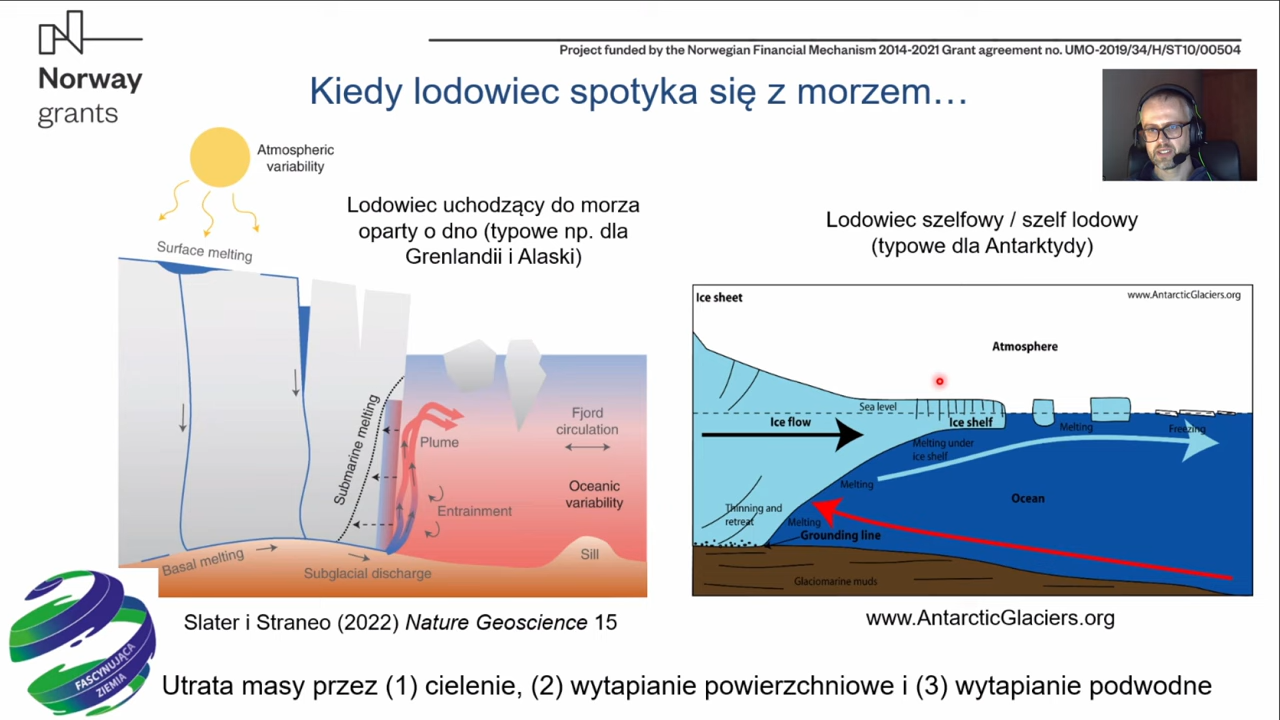 Norway
grants
Project funded by the Norwegian Financial Mechanism 2014-2021 Grant agreement no. UMO-2019/34/H/ST10/00504
Kiedy lodowiec spotyka się z morzem…
Atmospheric
variability
Surface melting
Lodowiec uchodzący do morza
oparty o dno (typowe np. dla
Grenlandii i Alaski)
Submarine melting
Plume
Fjord
circulation
Oceanic
variability
Entrainment
Sill
Basal melting
Subglacial discharge
Slater i Straneo (2022) Nature Geoscience 15
Lodowiec szelfowy / szelf lodowy
(typowe dla Antarktydy)
Ice sheet
www.AntarcticGlaciers.org
Atmosphere
Sea level
Ice flow
Ice shelf
Melting
Freezing
Melting under
ice shelf
Melting
Ocean
Thinning and
retreat
Melting
Grounding line
Glaciomarine muds
www.AntarcticGlaciers.org
FASCYNUJĄCA
ZIEMIA
Utrata masy przez (1) cielenie, (2) wytapianie powierzchniowe i (3) wytapianie podwodne